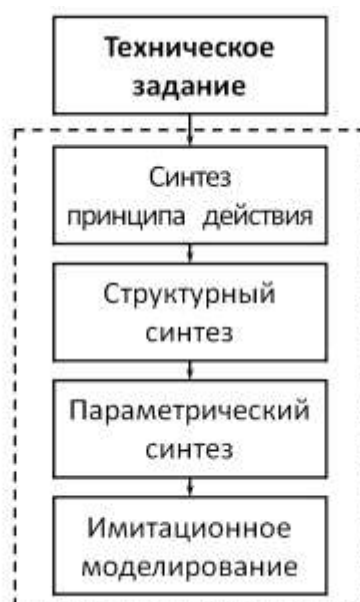 Техническое
задание
Синтез
принципа действия
Структурный
синтез
Параметрический
синтез
Имитационное
моделирование